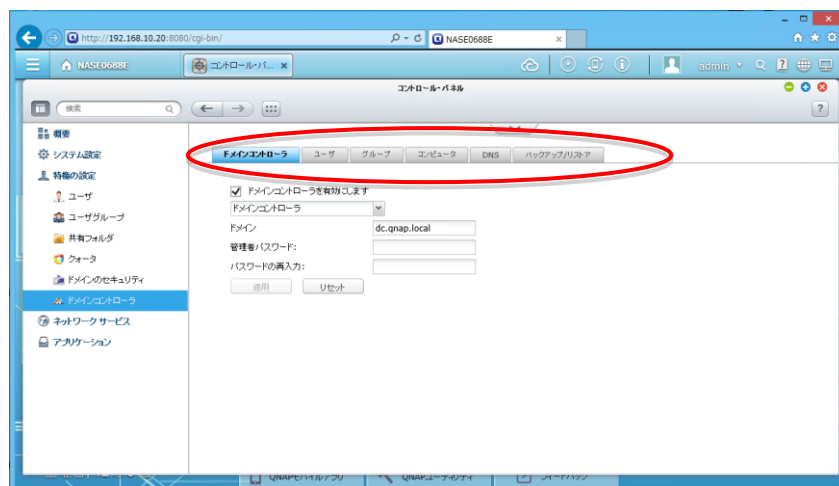 http://192.168.10.20:8080/cgi-bin/
NASE0688E
NASE0688E
コントロール・パ...
admin
コントロール・パネル
検索
概要
システム設定
特権の設定
ユーザ
ユーザグループ
共有フォルダ
クォータ
ドメインのセキュリティ
ドメインコントローラ
ネットワーク サービス
アプリケーション
ドメインコントローラ ユーザ グループ コンピュータ DNS バックアップ/リストア
ドメインコントローラを有効にします
ドメインコントローラ
ドメイン dc.qnap.local
管理者パスワード:
パスワードの再入力:
適用 リセット
QNAPモバイルアプリ QNAPユーティリティ フィードバック